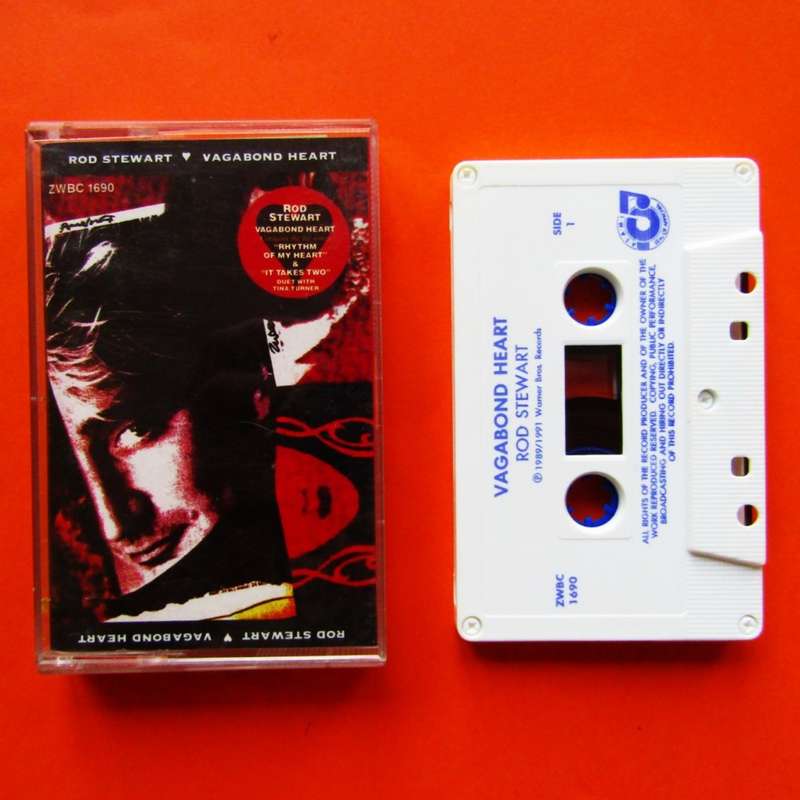 ROD STEWART ♥ VAGABOND HEART
ZWBC 1690
ROD
STEWART
VAGABOND HEART
"RHYTHM
OF MY HEART"
&
"IT TAKES TWO"
DUET WITH
TINA TURNER
ROD STEWART ♥ VAGABOND HEART
SIDE
1
VAGABOND HEART
ROD STEWART
℗ 1989/1991 Warner Bros. Records
ZWBC
1690
ALL RIGHTS OF THE RECORD PRODUCER AND OF THE OWNER OF THE
WORK REPRODUCED RESERVED. COPYING, PUBLIC PERFORMANCE,
BROADCASTING AND HIRING OUT DIRECTLY OR INDIRECTLY
OF THIS RECORD PROHIBITED.